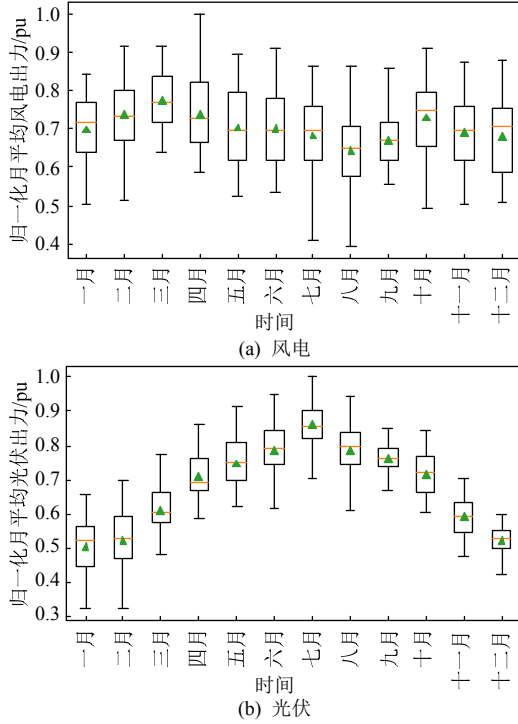 归一化月平均风电出力/pu
1.0
0.9
0.8
0.7
0.6
0.5
0.4
一月
二月
三月
四月
五月
六月
七月
八月
九月
十月
十一月
十二月
时间
(a) 风电
归一化月平均光伏出力/pu
1.0
0.9
0.8
0.7
0.6
0.5
0.4
0.3
一月
二月
三月
四月
五月
六月
七月
八月
九月
十月
十一月
十二月
时间
(b) 光伏